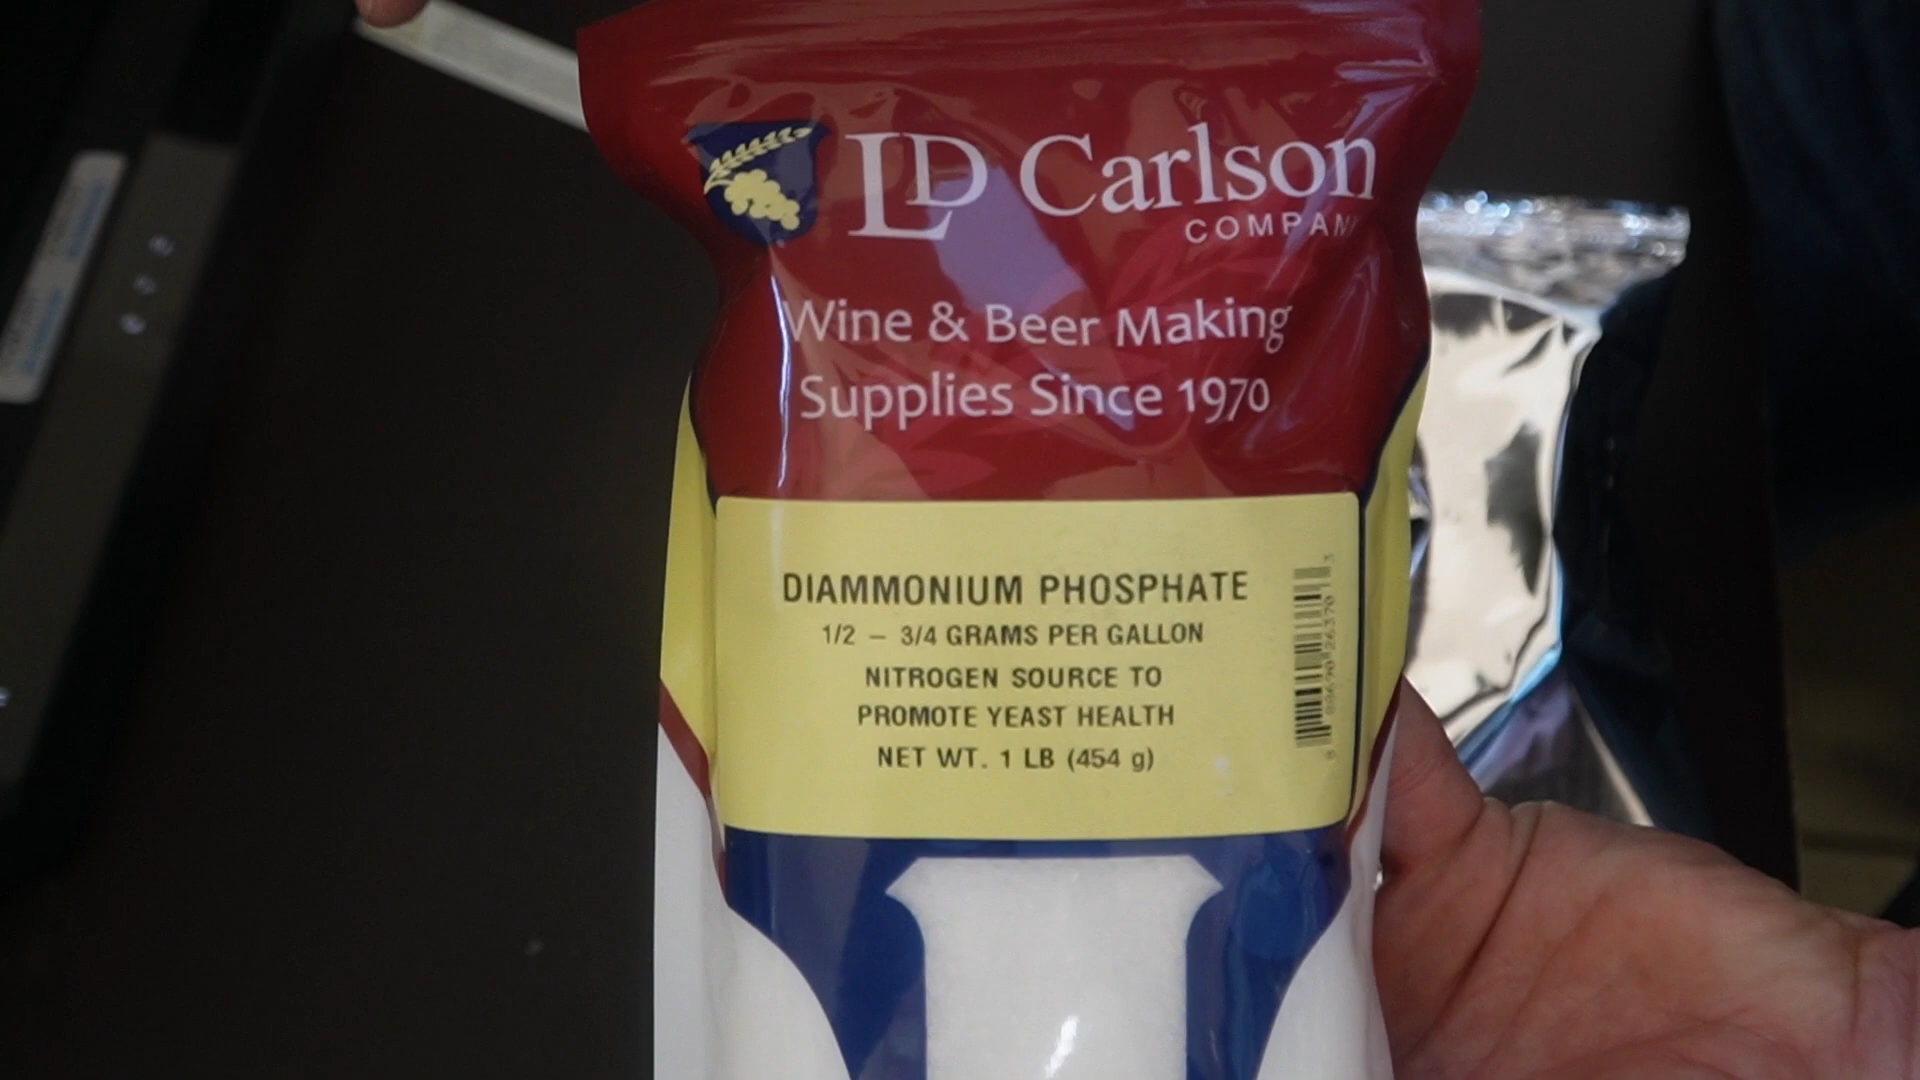 LD Carlson
COMPANY
Wine & Beer Making
Supplies Since 1970
DIAMMONIUM PHOSPHATE
1/2 – 3/4 GRAMS PER GALLON
NITROGEN SOURCE TO
PROMOTE YEAST HEALTH
NET WT. 1 LB (454 g)